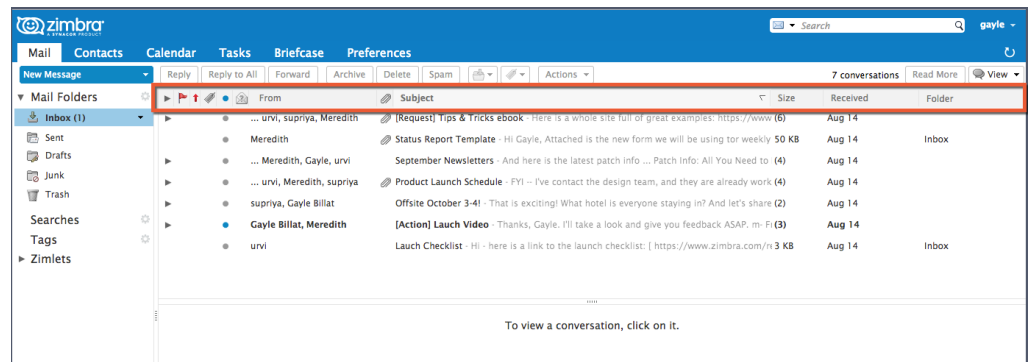 zimbra
A SYNACOR PRODUCT
Search
gayle
Mail Contacts Calendar Tasks Briefcase Preferences
New Message Reply Reply to All Forward Archive Delete Spam Actions 7 conversations Read More View
Mail Folders
From Subject Size Received Folder
Inbox (1)
... urvi, supriya, Meredith [Request] Tips & Tricks ebook - Here is a whole site full of great examples: https://www (6) Aug 14
Sent
Meredith Status Report Template - Hi Gayle, Attached is the new form we will be using tor weekly 50 KB Aug 14 Inbox
Drafts
... Meredith, Gayle, urvi September Newsletters - And here is the latest patch info ... Patch Info: All You Need to (4) Aug 14
Junk
... urvi, Meredith, supriya Product Launch Schedule - FYI -- I've contact the design team, and they are already work (4) Aug 14
Trash
supriya, Gayle Billat Offsite October 3-4! - That is exciting! What hotel is everyone staying in? And let's share (2) Aug 14
Searches
Gayle Billat, Meredith [Action] Lauch Video - Thanks, Gayle. I'll take a look and give you feedback ASAP. m- Fr (3) Aug 14
Tags
urvi Lauch Checklist - Hi - here is a link to the launch checklist: [ https://www.zimbra.com/re 3 KB Aug 14 Inbox
Zimlets
To view a conversation, click on it.